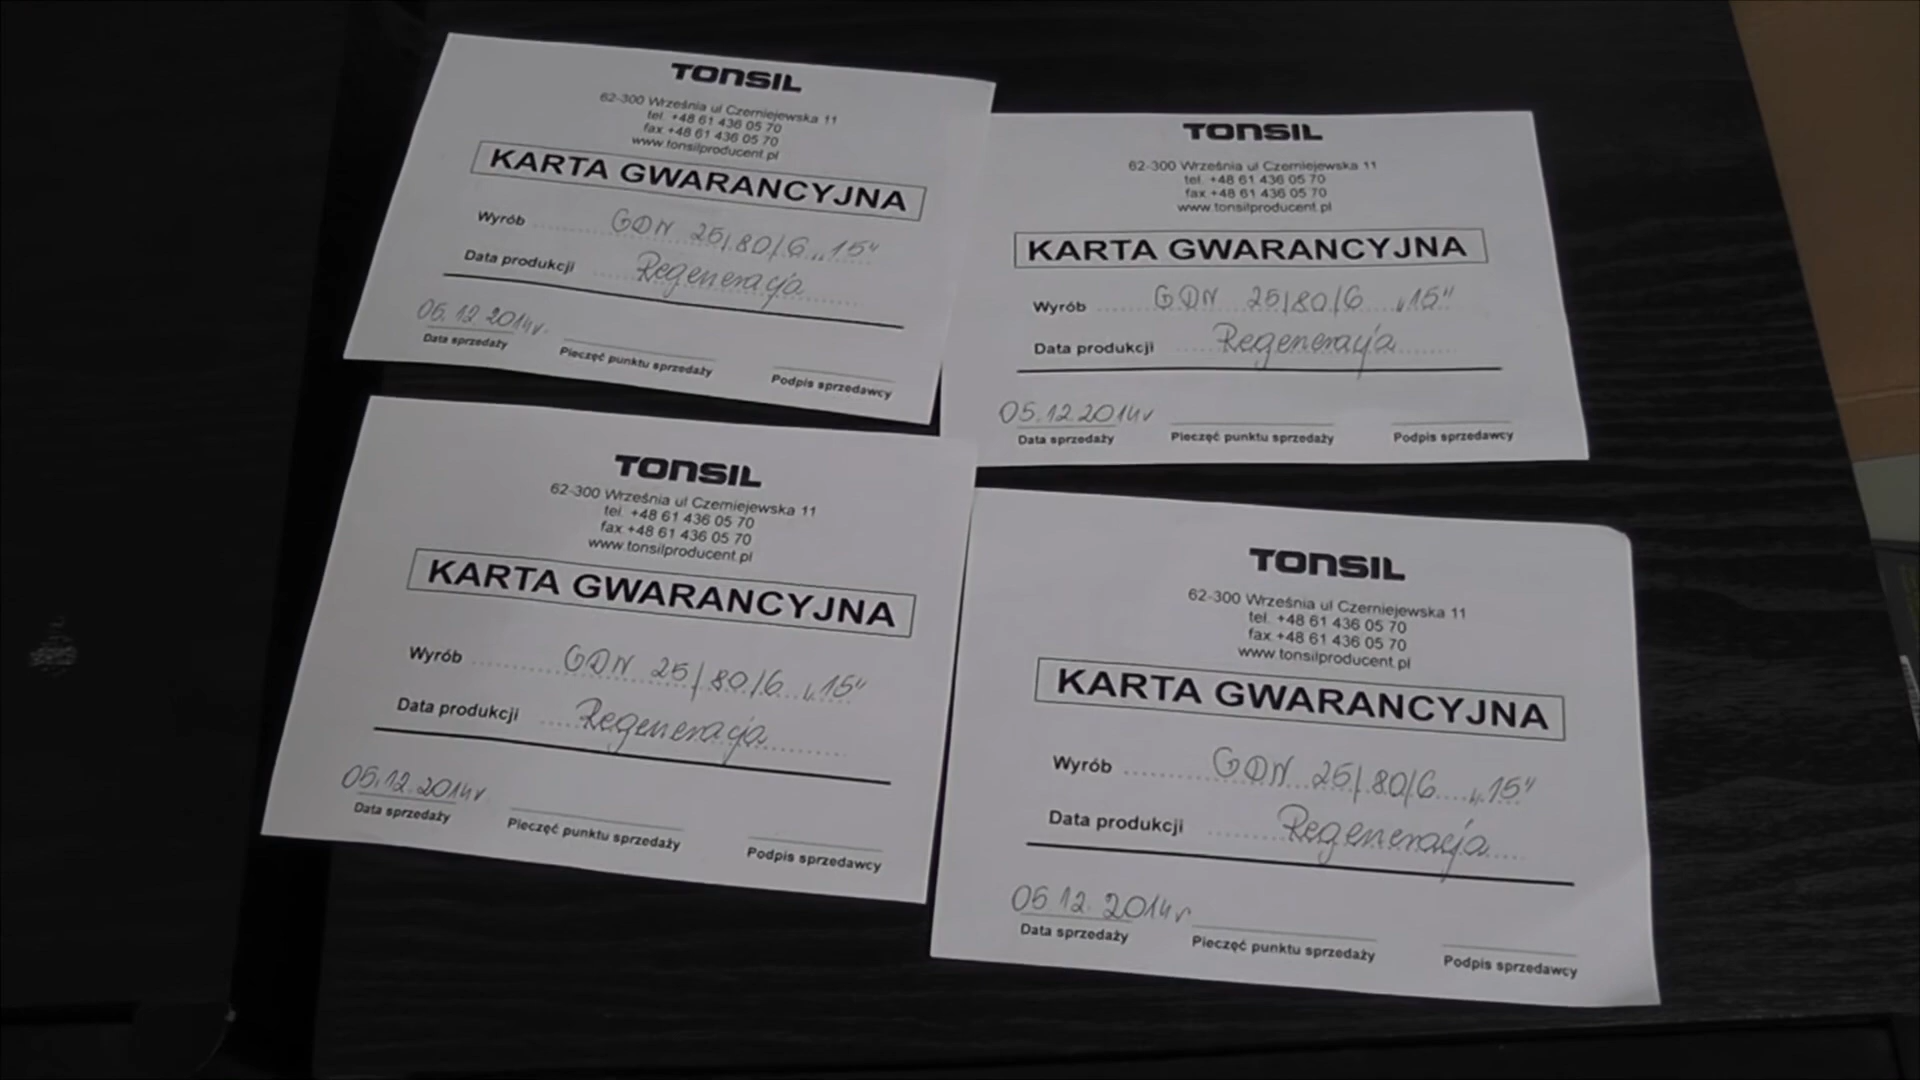 TONSIL
62-300 Września ul Czerniejewska 11
tel. +48 61 436 05 70
fax +48 61 436 05 70
www.tonsilproducent.pl
KARTA GWARANCYJNA
Wyrób GDN 25/80/6 „15"
Data produkcji Regeneracja
05.12 2014r.
Data sprzedaży Pieczęć punktu sprzedaży Podpis sprzedawcy
TONSIL
62-300 Września ul Czerniejewska 11
tel. +48 61 436 05 70
fax +48 61 436 05 70
www.tonsilproducent.pl
KARTA GWARANCYJNA
Wyrób GDN 25/80/6 „15"
Data produkcji Regeneracja
05.12.2014r
Data sprzedaży Pieczęć punktu sprzedaży Podpis sprzedawcy
TONSIL
62-300 Września ul Czerniejewska 11
tel. +48 61 436 05 70
fax +48 61 436 05 70
www.tonsilproducent.pl
KARTA GWARANCYJNA
Wyrób GDN 25/80/6 „15"
Data produkcji Regeneracja
05.12.2014r
Data sprzedaży Pieczęć punktu sprzedaży Podpis sprzedawcy
TONSIL
62-300 Września ul Czerniejewska 11
tel. +48 61 436 05 70
fax +48 61 436 05 70
www.tonsilproducent.pl
KARTA GWARANCYJNA
Wyrób GDN 25/80/6 „15"
Data produkcji Regeneracja
05.12.2014r
Data sprzedaży Pieczęć punktu sprzedaży Podpis sprzedawcy